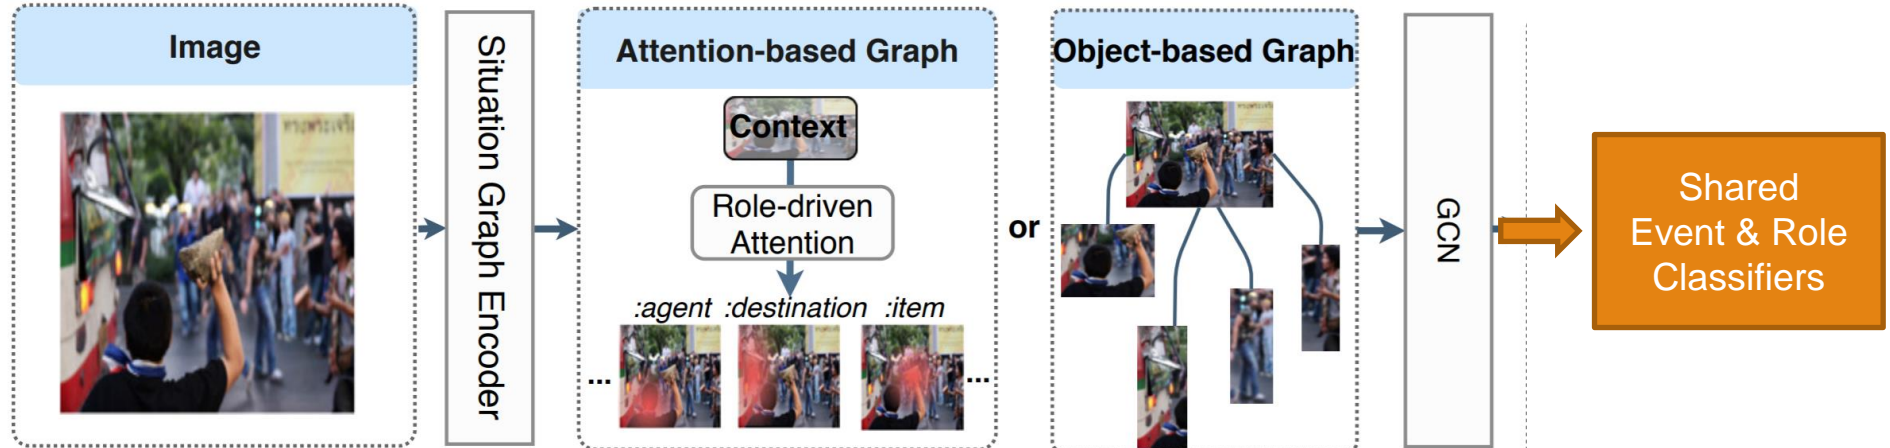 Image
Situation Graph Encoder
Attention-based Graph
Context
Role-driven
Attention
:agent :destination :item
...
...
or
Object-based Graph
GCN
Shared
Event & Role
Classifiers